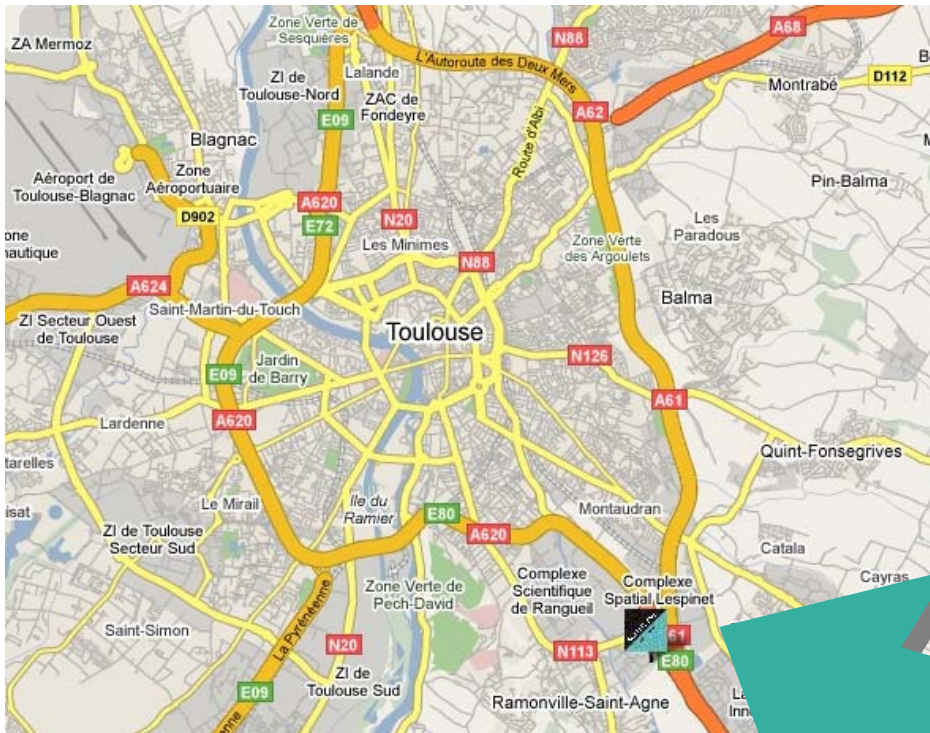 Zone Verte de
Sesquières
N88
A68
ZA Mermoz
L'Autoroute des Deux Mers
ZI de
Toulouse-Nord
Lalande
ZAC de
Fondeyre
Montrabé
D112
E09
A62
Route d'Albi
Blagnac
Aéroport de
Toulouse-Blagnac
Zone
Aéroportuaire
Pin-Balma
D902
A620
E72
N20
Les Minimes
N88
Zone Verte
des Argoulets
Les
Paradous
A624
Saint-Martin-du-Touch
Balma
ZI Secteur Ouest
de Toulouse
Toulouse
Jardin
de Barry
N126
E09
A620
A61
Lardenne
Quint-Fonsegrives
Le Mirail
Ile du
Ramier
E80
Montaudran
ZI de Toulouse
Secteur Sud
A620
Catala
Complexe
Scientifique
de Rangueil
Complexe
Spatial Lespinet
Cayras
Zone Verte de
Pech-David
La Pyrénéenne
Saint-Simon
N20
N113
61
E80
ZI de
Toulouse Sud
E09
Ramonville-Saint-Agne